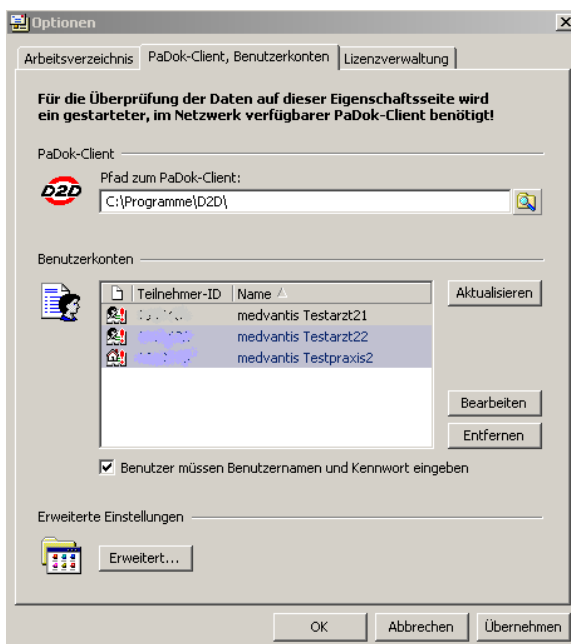 Optionen
Arbeitsverzeichnis PaDok-Client, Benutzerkonten Lizenzverwaltung
Für die Überprüfung der Daten auf dieser Eigenschaftsseite wird
ein gestarteter, im Netzwerk verfügbarer PaDok-Client benötigt!
PaDok-Client
Pfad zum PaDok-Client:
D2D
C:\Programme\D2D\
Benutzerkonten
Teilnehmer-ID Name
Aktualisieren
medvantis Testarzt21
medvantis Testarzt22
medvantis Testpraxis2
Bearbeiten
Entfernen
Benutzer müssen Benutzernamen und Kennwort eingeben
Erweiterte Einstellungen
Erweitert...
OK Abbrechen Übernehmen